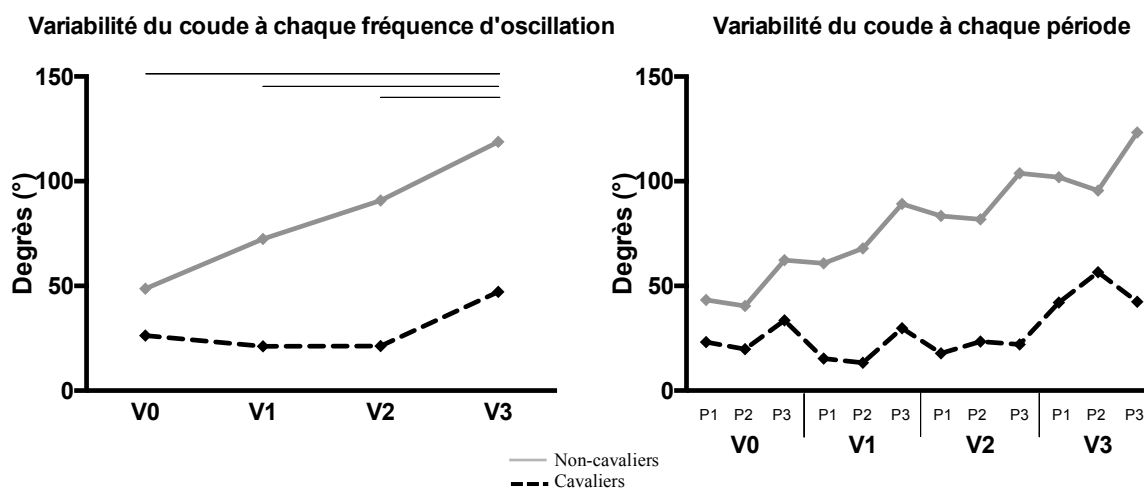 Variabilité du coude à chaque fréquence d'oscillation
150
100
50
0
Degrès (°)
V0 V1 V2 V3
Variabilité du coude à chaque période
150
100
50
0
Degrès (°)
P1 P2 P3 P1 P2 P3 P1 P2 P3 P1 P2 P3
V0 V1 V2 V3
Non-cavaliers
Cavaliers